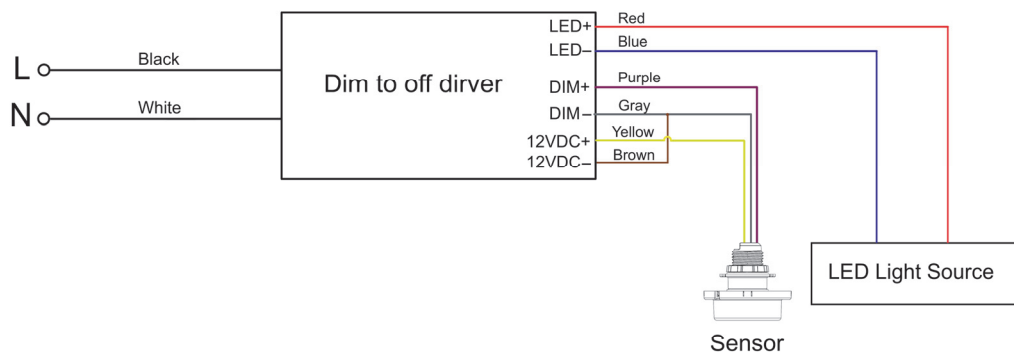 LED+
Red
LED–
Blue
L
Black
Dim to off dirver
DIM+
Purple
DIM–
Gray
N
White
12VDC+
Yellow
12VDC–
Brown
LED Light Source
Sensor